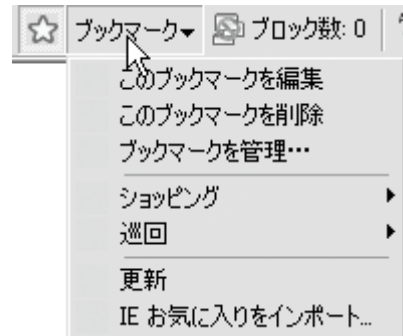 ブックマーク ブロック数: 0
このブックマークを編集
このブックマークを削除
ブックマークを管理…
ショッピング
巡回
更新
IE お気に入りをインポート...